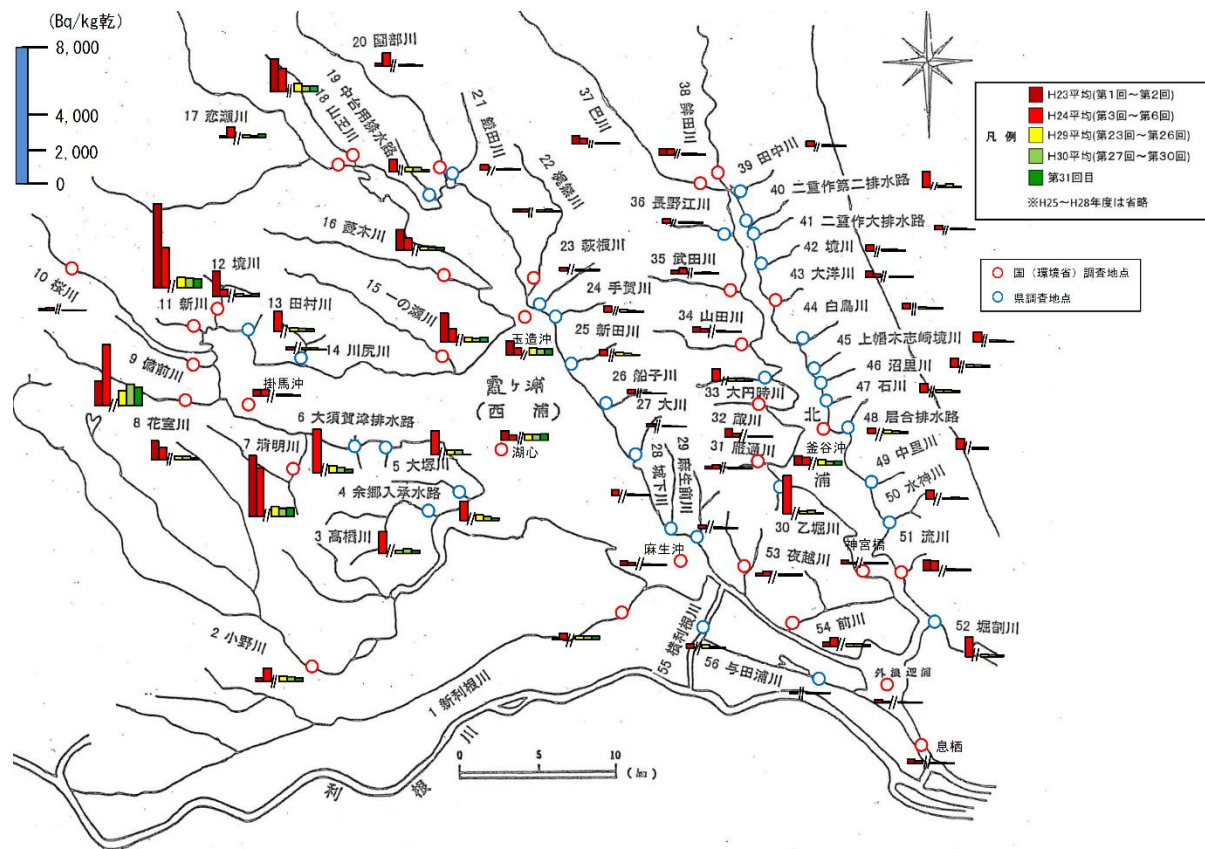 (Bq/kg乾)
8,000
4,000
2,000
0
凡例
H23平均(第1回～第2回)
H24平均(第3回～第6回)
H29平均(第23回～第26回)
H30平均(第27回～第30回)
第31回目
※H25～H28年度は省略
国（環境省）調査地点
県調査地点
20 園部川
19 中台用排水路
18 山王川
17 恋瀬川
21 鎌田川
22 梶無川
37 巴川
38 鉾田川
39 田中川
40 二重作第二排水路
41 二重作大排水路
42 境川
43 大洋川
44 白鳥川
45 上幡木志崎境川
46 沼里川
47 石川
48 居合排水路
49 中里川
50 水神川
51 流川
52 堀割川
36 長野江川
35 武田川
34 山田川
33 大円時川
32 蔵川
31 雁通川
30 乙堀川
23 萩根川
24 手賀川
25 新田川
26 船子川
27 大川
28 城下川
29 麻生前川
16 菱木川
15 一の瀬川
10 桜川
11 新川
12 境川
13 田村川
14 川尻川
9 備前川
8 花室川
7 清明川
6 大須賀津排水路
5 大塚川
4 余郷入承水路
3 高橋川
2 小野川
1 新利根川
53 夜越川
54 前川
55 横利根川
56 与田浦川
玉造沖
掛馬沖
霞ヶ浦
(西浦)
湖心
麻生沖
北
浦
釜谷沖
神宮橋
外浪逆浦
息栖
利根川
0 5 10
(㎞)